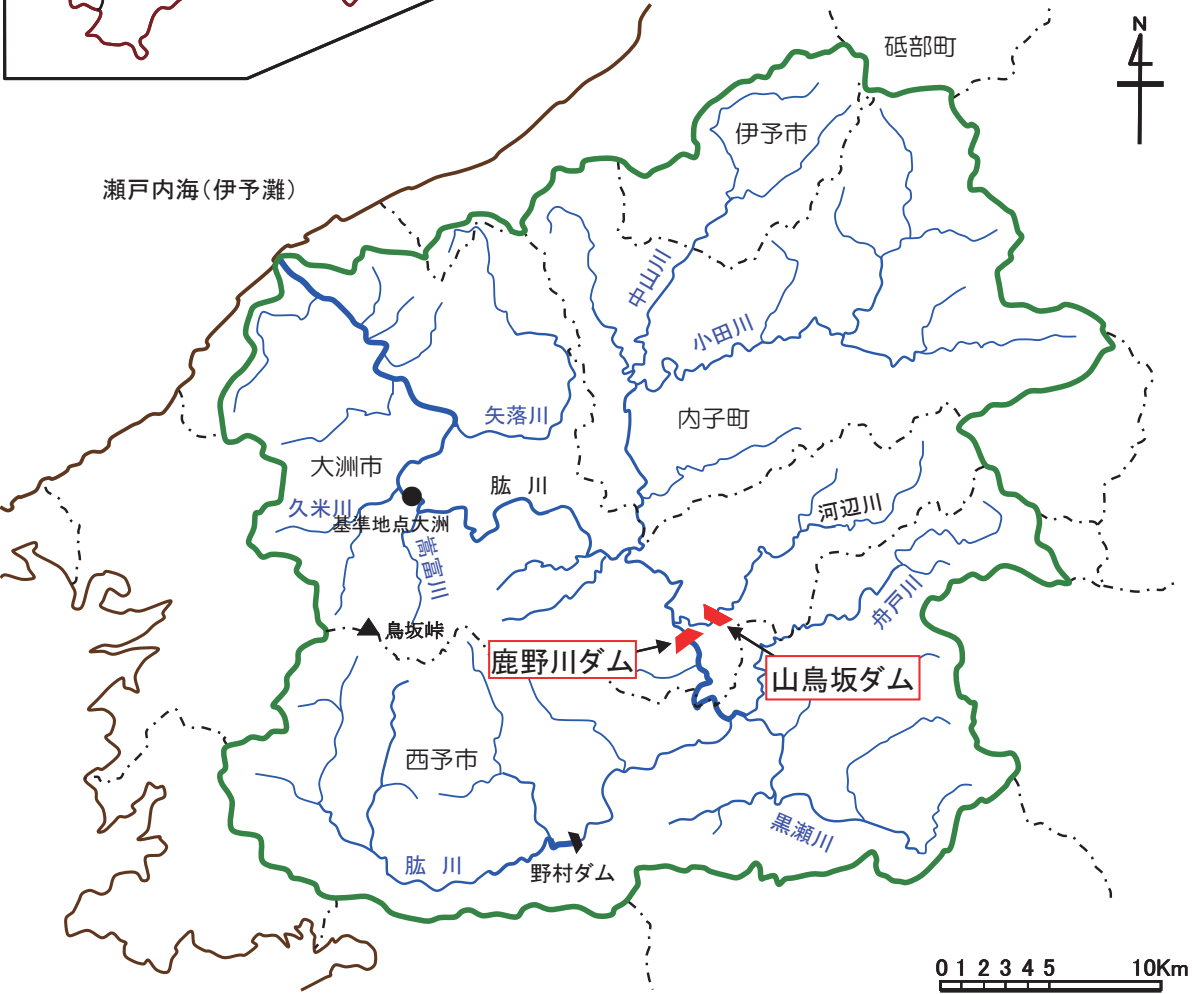 N
砥部町
伊予市
瀬戸内海（伊予灘）
中山川
小田川
矢落川
内子町
大洲市
肱 川
久米川
基準地点大洲
河辺川
嵩富川
舟戸川
鳥坂峠
鹿野川ダム
山鳥坂ダム
西予市
黒瀬川
肱 川
野村ダム
0 1 2 3 4 5 10Km